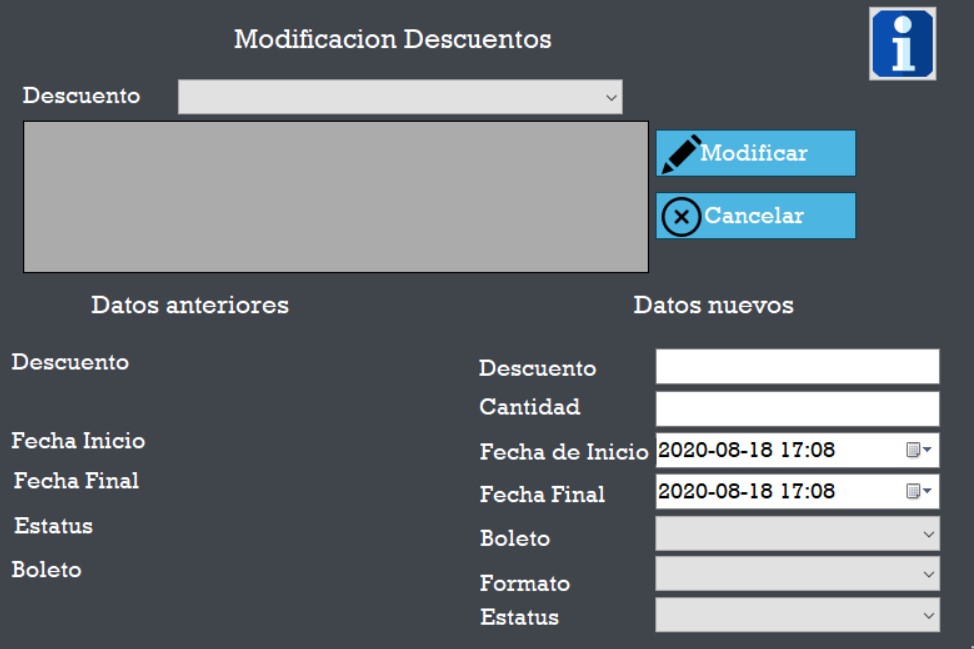 Modificacion Descuentos
Descuento
Modificar
Cancelar
Datos anteriores
Datos nuevos
Descuento
Fecha Inicio
Fecha Final
Estatus
Boleto
Descuento
Cantidad
Fecha de Inicio 2020-08-18 17:08
Fecha Final 2020-08-18 17:08
Boleto
Formato
Estatus